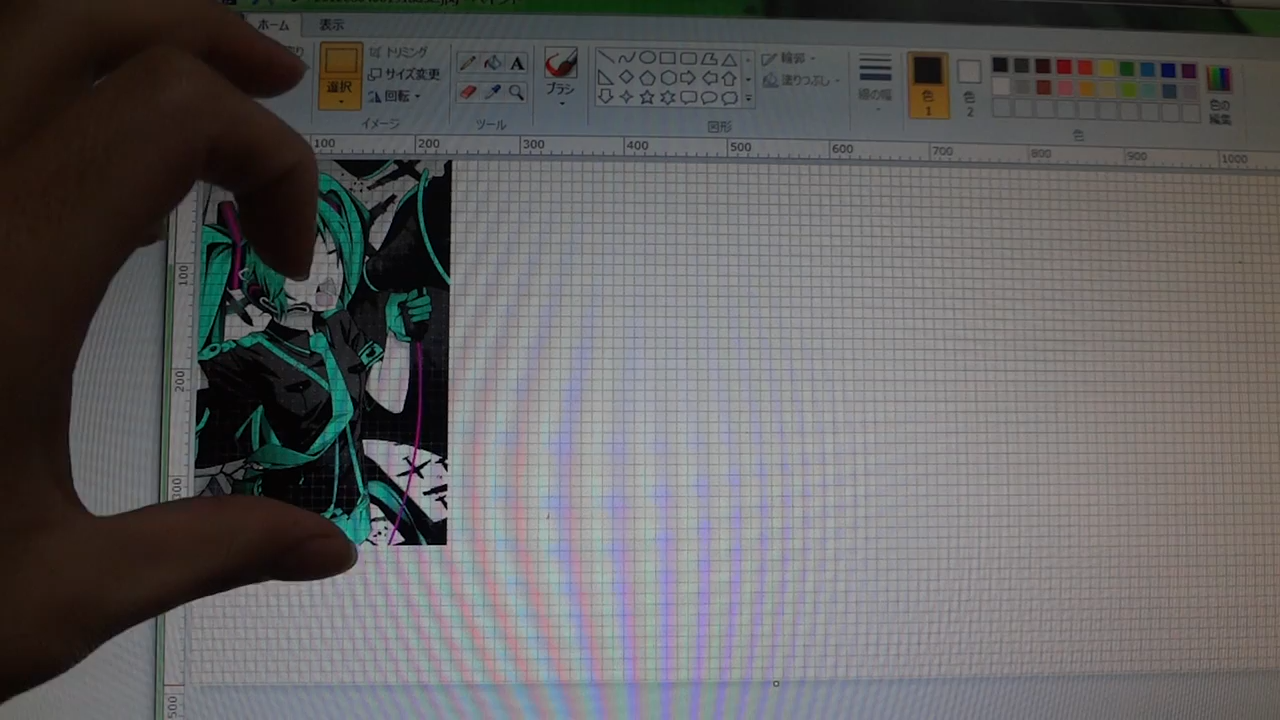 ホーム 表示
選択
トリミング
サイズ変更
回転
イメージ
A
ツール
ブラシ
輪郭
塗りつぶし
図形
線の幅
色
1
色
2
色の
編集
色
100 200 300 400 500 600 700 800 900 1000
100
200
300
500